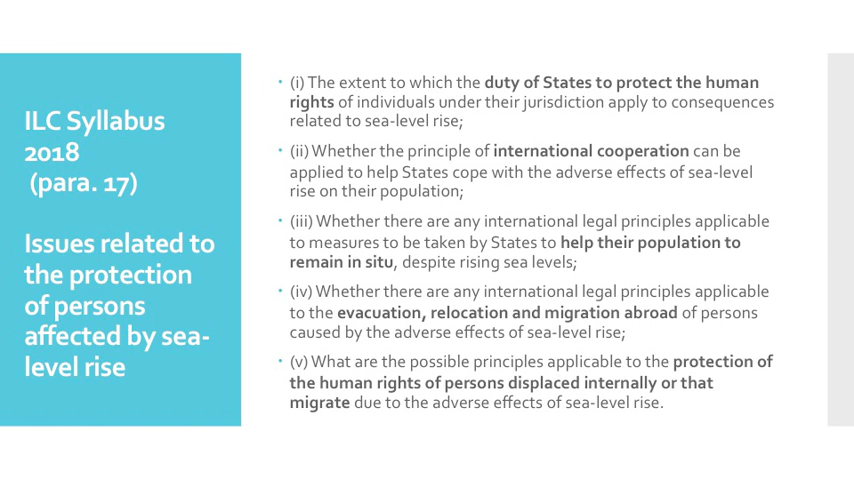 ILC Syllabus
2018
(para. 17)
Issues related to
the protection
of persons
affected by sea-
level rise
• (i) The extent to which the duty of States to protect the human
rights of individuals under their jurisdiction apply to consequences
related to sea-level rise;
• (ii) Whether the principle of international cooperation can be
applied to help States cope with the adverse effects of sea-level
rise on their population;
• (iii) Whether there are any international legal principles applicable
to measures to be taken by States to help their population to
remain in situ, despite rising sea levels;
• (iv) Whether there are any international legal principles applicable
to the evacuation, relocation and migration abroad of persons
caused by the adverse effects of sea-level rise;
• (v) What are the possible principles applicable to the protection of
the human rights of persons displaced internally or that
migrate due to the adverse effects of sea-level rise.